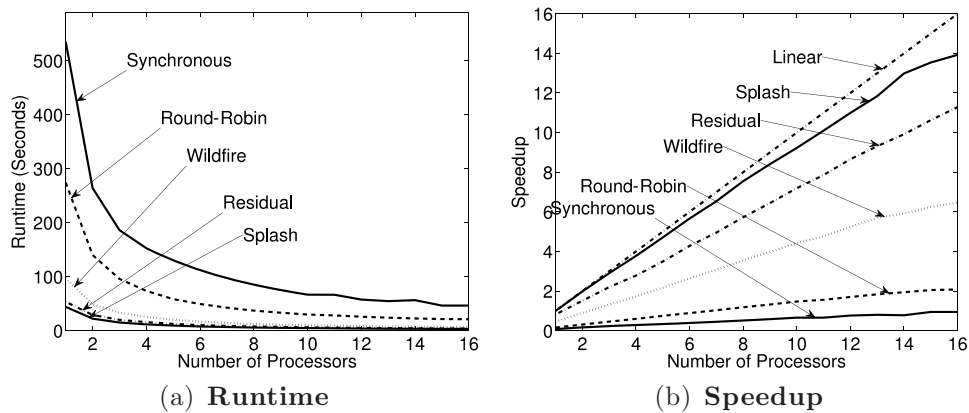 500
400
300
200
100
0
Runtime (Seconds)
Synchronous
Round-Robin
Wildfire
Residual
Splash
2 4 6 8 10 12 14 16
Number of Processors
(a) Runtime
16
14
12
10
8
6
4
2
0
Speedup
Linear
Splash
Residual
Wildfire
Round-Robin
Synchronous
2 4 6 8 10 12 14 16
Number of Processors
(b) Speedup